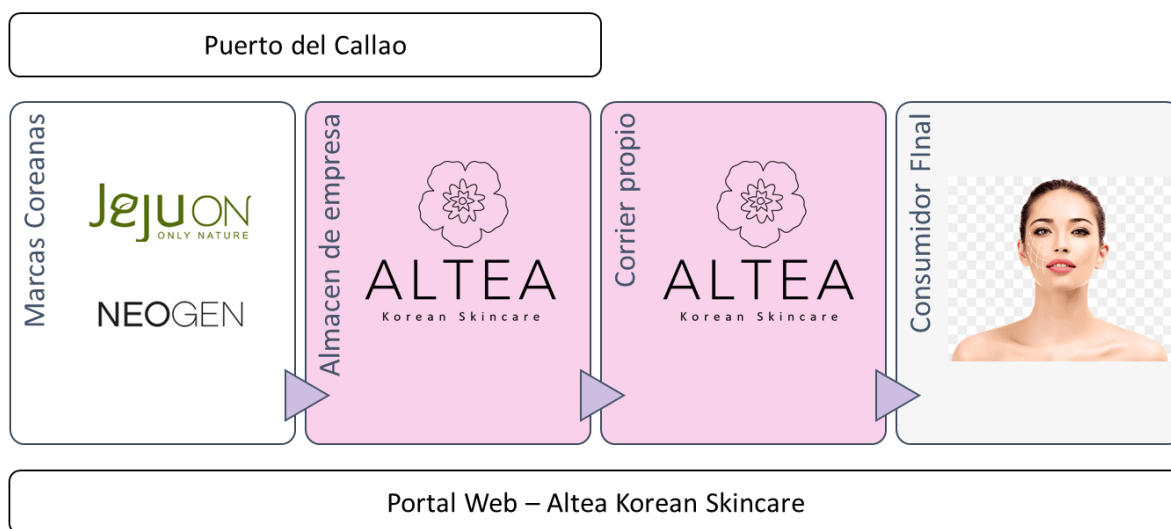 Puerto del Callao
Marcas Coreanas
JejuON
ONLY NATURE
NEOGEN
Almacen de empresa
ALTEA
Korean Skincare
Corrier propio
ALTEA
Korean Skincare
Consumidor FInal
Portal Web – Altea Korean Skincare